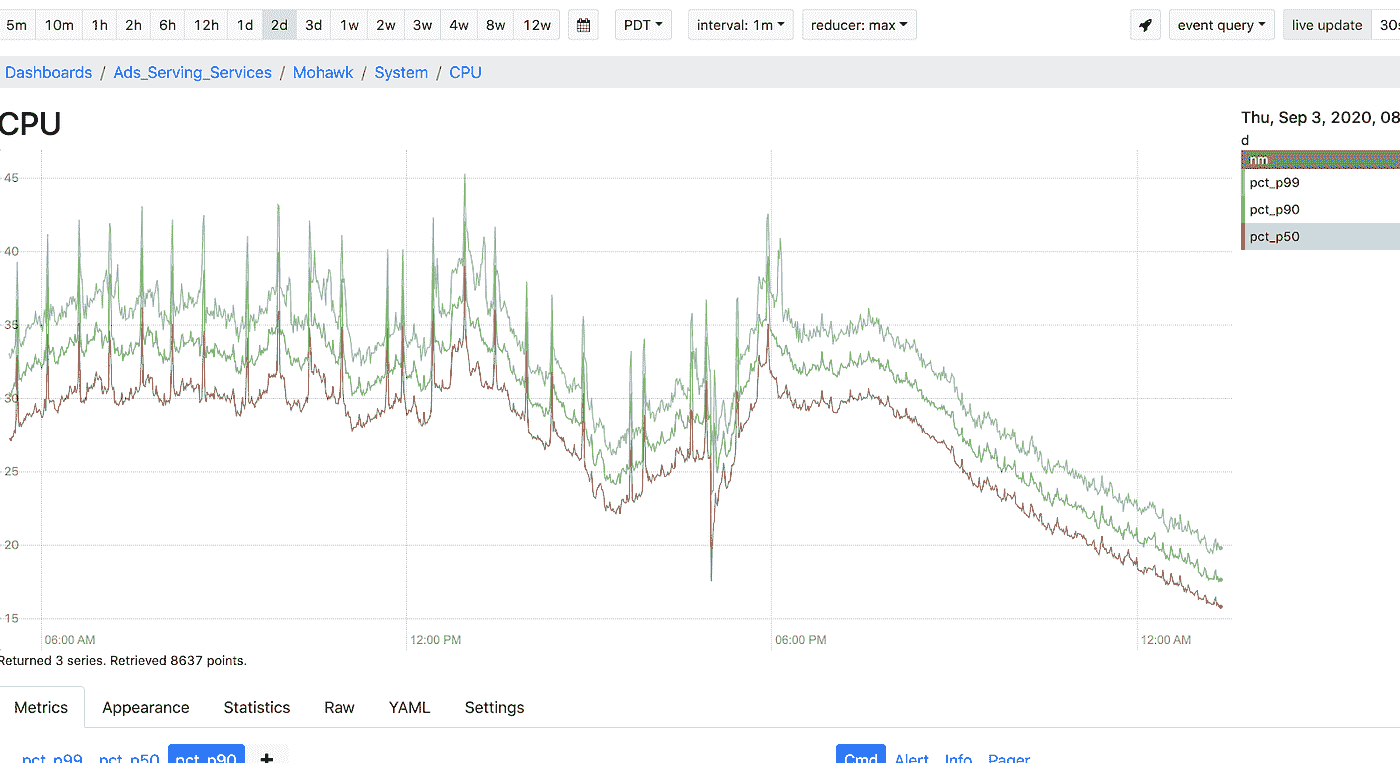 5m 10m 1h 2h 6h 12h 1d 2d 3d 1w 2w 3w 4w 8w 12w PDT interval: 1m reducer: max event query live update 30s
Dashboards / Ads_Serving_Services / Mohawk / System / CPU
CPU
Thu, Sep 3, 2020, 08
d
nm
pct_p99
pct_p90
pct_p50
45
40
35
30
25
20
15
06:00 AM 12:00 PM 06:00 PM 12:00 AM
Returned 3 series. Retrieved 8637 points.
Metrics Appearance Statistics Raw YAML Settings
pct_p99 pct_p50 pct_p90 + Cmd Alert Info Pager